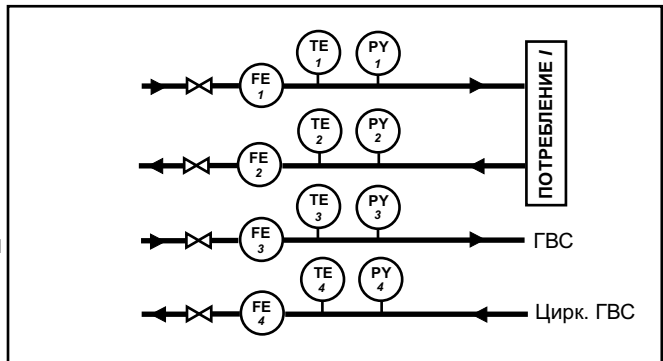 TE 1
PY 1
FE 1
TE 2
PY 2
FE 2
ПОТРЕБЛЕНИЕ /
TE 3
PY 3
FE 3
ГВС
TE 4
PY 4
FE 4
Цирк. ГВС